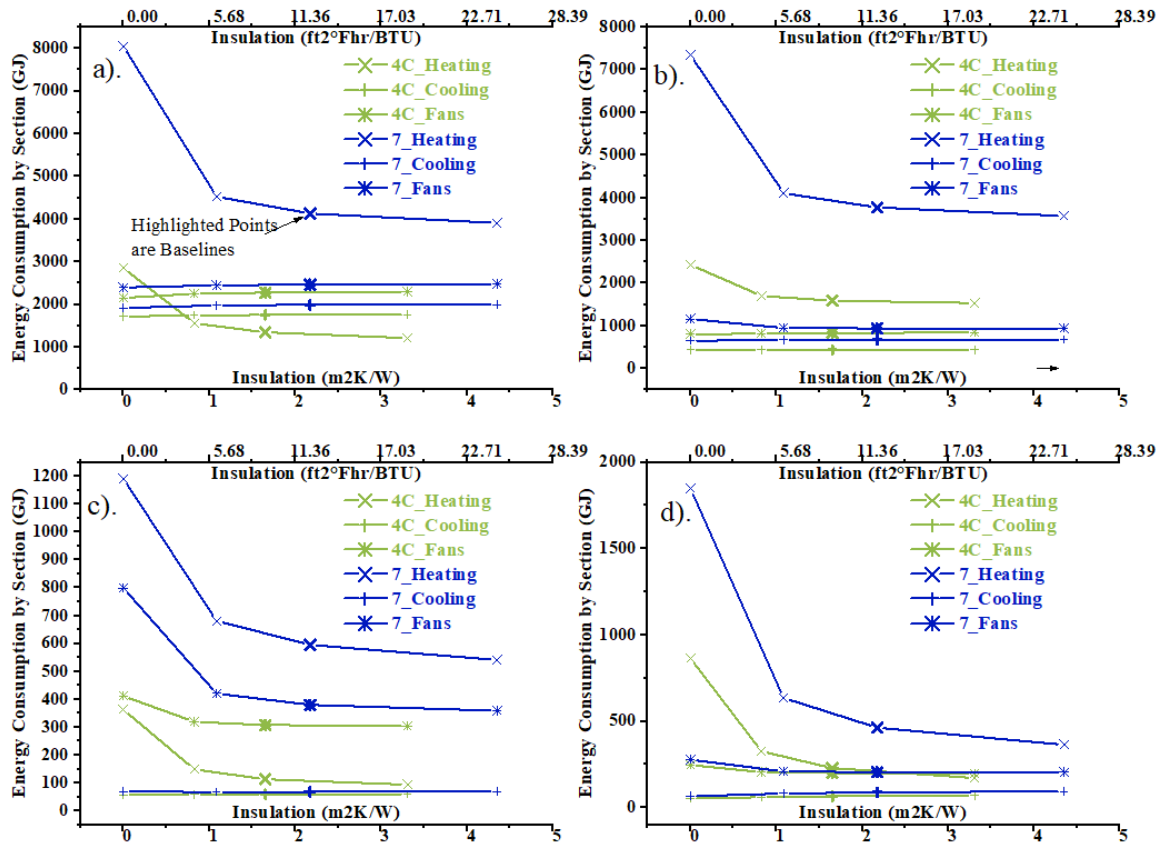 0.00 5.68 11.36 17.03 22.71 28.39
Insulation (ft2°Fhr/BTU)
a).
4C_Heating
4C_Cooling
4C_Fans
7_Heating
7_Cooling
7_Fans
Highlighted Points
are Baselines
Energy Consumption by Section (GJ)
8000
7000
6000
5000
4000
3000
2000
1000
0
Insulation (m2K/W)
0 1 2 3 4 5
0.00 5.68 11.36 17.03 22.71 28.39
Insulation (ft2°Fhr/BTU)
b).
4C_Heating
4C_Cooling
4C_Fans
7_Heating
7_Cooling
7_Fans
Energy Consumption by Section (GJ)
8000
7000
6000
5000
4000
3000
2000
1000
0
Insulation (m2K/W)
0 1 2 3 4 5
0.00 5.68 11.36 17.03 22.71 28.39
Insulation (ft2°Fhr/BTU)
c).
4C_Heating
4C_Cooling
4C_Fans
7_Heating
7_Cooling
7_Fans
Energy Consumption by Section (GJ)
1200
1100
1000
900
800
700
600
500
400
300
200
100
0
Insulation (m2K/W)
0 1 2 3 4 5
0.00 5.68 11.36 17.03 22.71 28.39
Insulation (ft2°Fhr/BTU)
d).
4C_Heating
4C_Cooling
4C_Fans
7_Heating
7_Cooling
7_Fans
Energy Consumption by Section (GJ)
2000
1500
1000
500
0
Insulation (m2K/W)
0 1 2 3 4 5